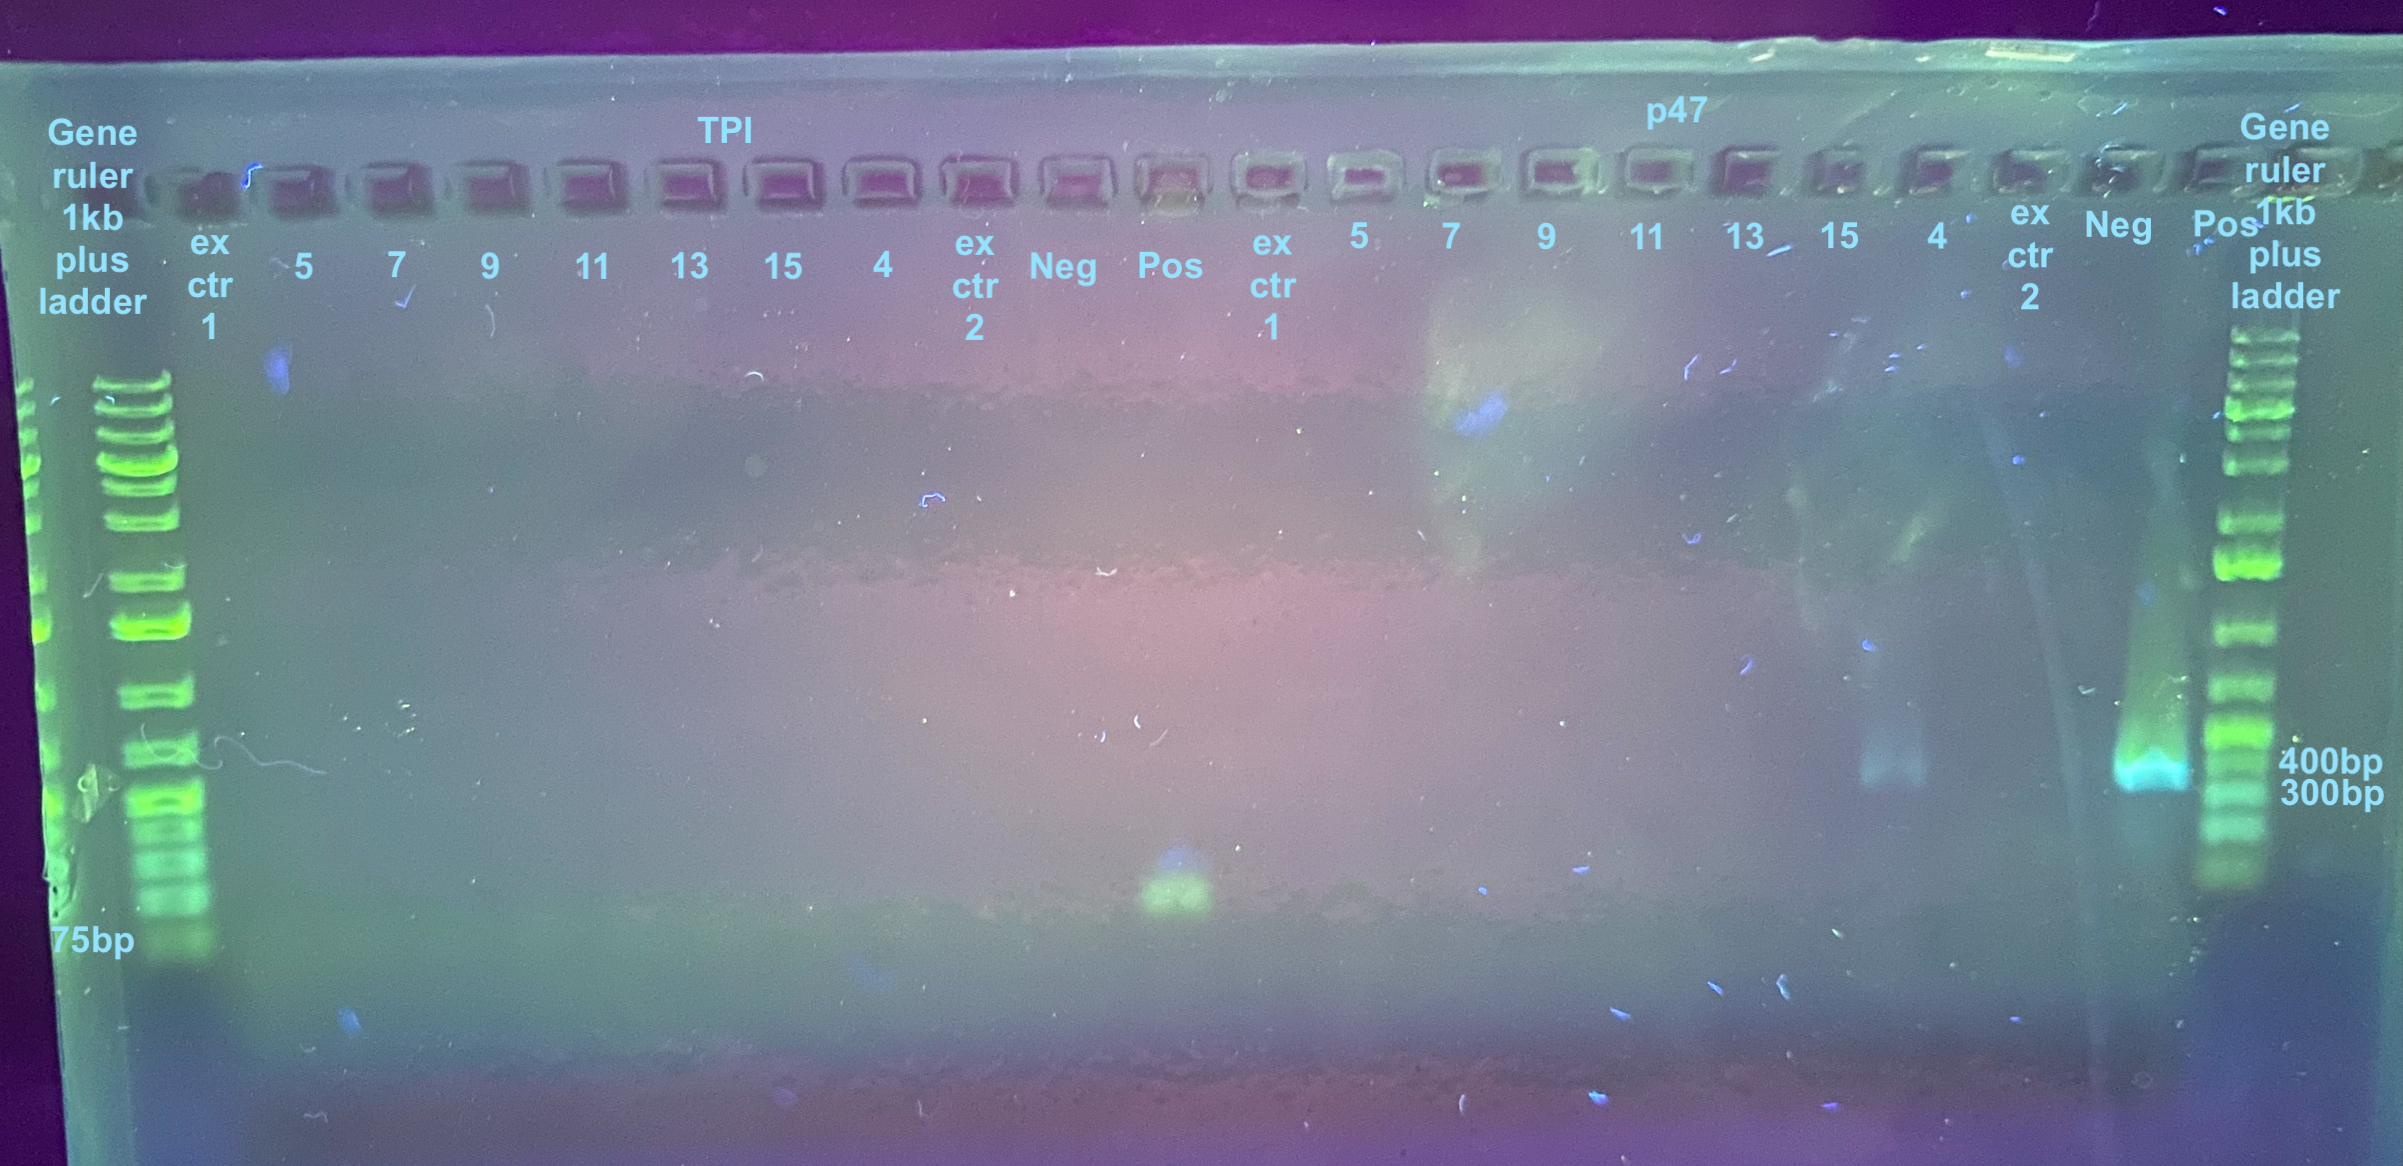 TPI
p47
Gene
ruler
1kb
plus
ladder
ex
ctr
1
5
7
9
11
13
15
4
ex
ctr
2
Neg
Pos
ex
ctr
1
5
7
9
11
13
15
4
ex
ctr
2
Neg
Pos
Gene
ruler
1kb
plus
ladder
400bp
300bp
75bp